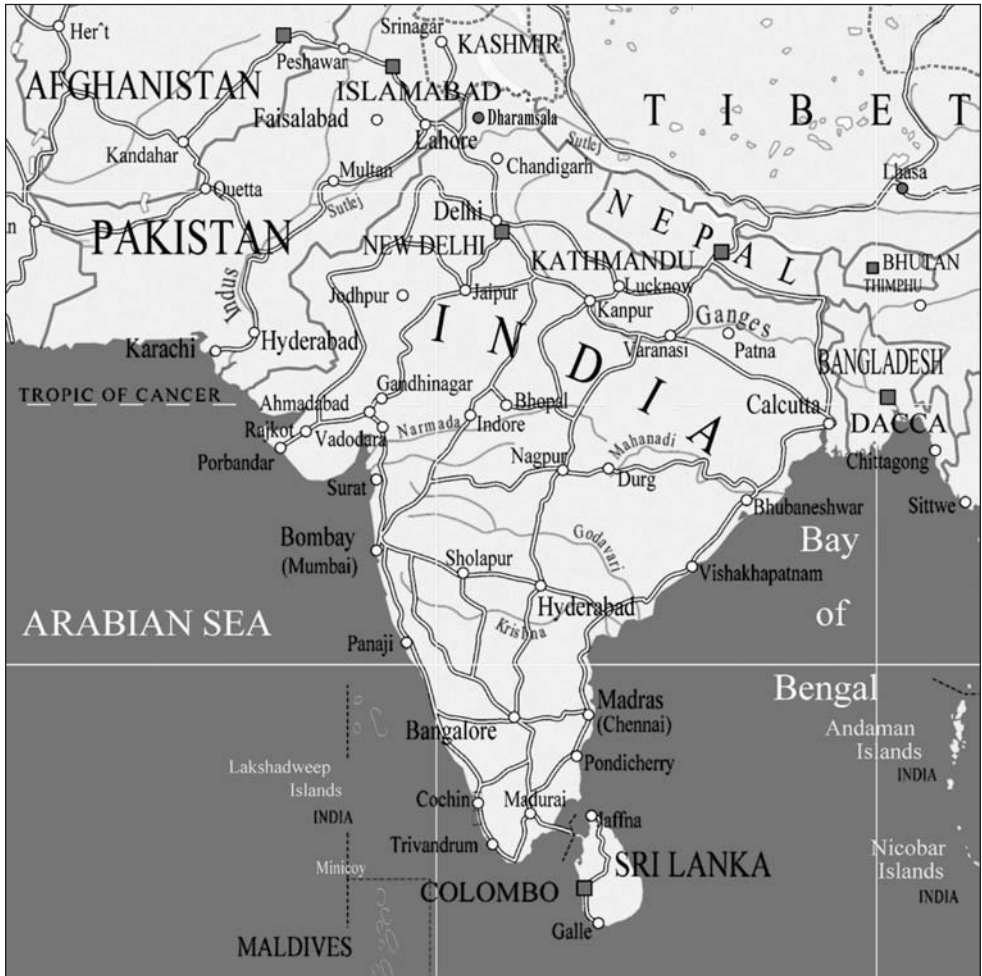 Her^t
Srinagar
KASHMIR
Peshawar
AFGHANISTAN
ISLAMABAD
T I B E T
Faisalabad
Dharamsala
Lahore
Sutlej
Kandahar
Chandigarh
Multan
Lhasa
Quetta
Sutlej
n
Delhi
N E P A L
PAKISTAN
NEW DELHI
KATHMANDU
BHUTAN
THIMPHU
Indus
Jodhpur
Jaipur
Lucknow
Kanpur
Ganges
I N D I A
Karachi
Hyderabad
Varanasi
Patna
BANGLADESH
TROPIC OF CANCER
Gandhinagar
Ahmadabad
Bhopal
Calcutta
Rajkot
Vadodara
Narmada
Indore
DACCA
Mahanadi
Porbandar
Nagpur
Durg
Chittagong
Surat
Bhubaneshwar
Sittwe
Bombay
(Mumbai)
Sholapur
Godavari
Bay
Vishakhapatnam
Hyderabad
ARABIAN SEA
of
Krishna
Panaji
Bengal
Madras
(Chennai)
Bangalore
Andaman
Islands
INDIA
Pondicherry
Lakshadweep
Islands
INDIA
Cochin
Madurai
Jaffna
Trivandrum
Nicobar
Islands
INDIA
Minicoy
SRI LANKA
COLOMBO
Galle
MALDIVES